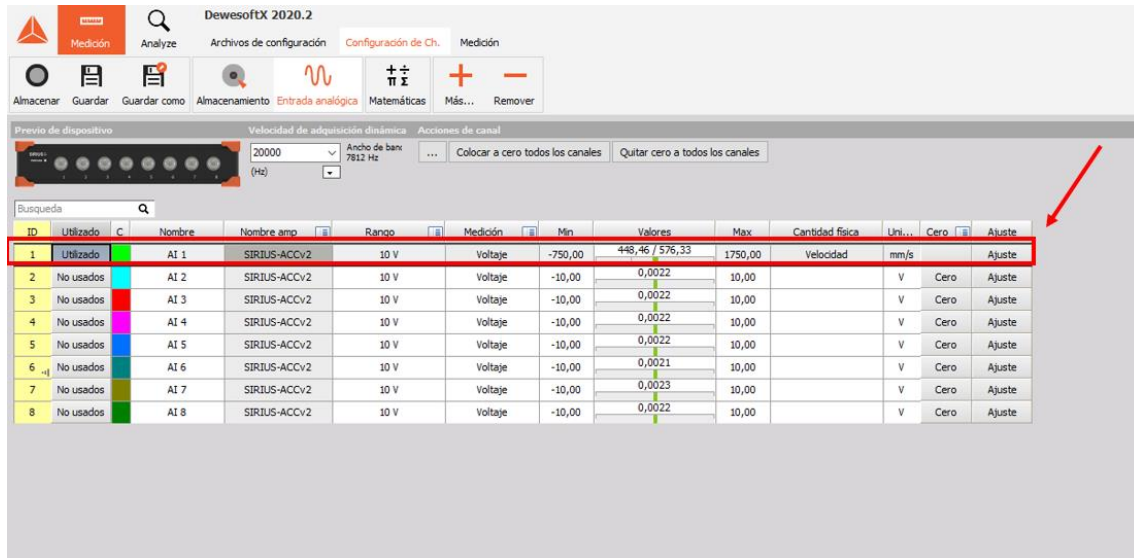 DewesoftX 2020.2
Medición Analyze Archivos de configuración Configuración de Ch. Medición
Almacenar Guardar Guardar como Almacenamiento Entrada analógica Matemáticas Más... Remover
Previo de dispositivo Velocidad de adquisición dinámica Acciones de canal
20000 Ancho de banc ... Colocar a cero todos los canales Quitar cero a todos los canales
7812 Hz
(Hz)
Busqueda
ID Utilizado C Nombre Nombre amp Rango Medición Min Valores Max Cantidad física Uni... Cero Ajuste
1 Utilizado AI 1 SIRIUS-ACCv2 10 V Voltaje -750,00 448,46 / 576,33 1750,00 Velocidad mm/s Ajuste
2 No usados AI 2 SIRIUS-ACCv2 10 V Voltaje -10,00 0,0022 10,00 V Cero Ajuste
3 No usados AI 3 SIRIUS-ACCv2 10 V Voltaje -10,00 0,0022 10,00 V Cero Ajuste
4 No usados AI 4 SIRIUS-ACCv2 10 V Voltaje -10,00 0,0022 10,00 V Cero Ajuste
5 No usados AI 5 SIRIUS-ACCv2 10 V Voltaje -10,00 0,0022 10,00 V Cero Ajuste
6 No usados AI 6 SIRIUS-ACCv2 10 V Voltaje -10,00 0,0021 10,00 V Cero Ajuste
7 No usados AI 7 SIRIUS-ACCv2 10 V Voltaje -10,00 0,0023 10,00 V Cero Ajuste
8 No usados AI 8 SIRIUS-ACCv2 10 V Voltaje -10,00 0,0022 10,00 V Cero Ajuste